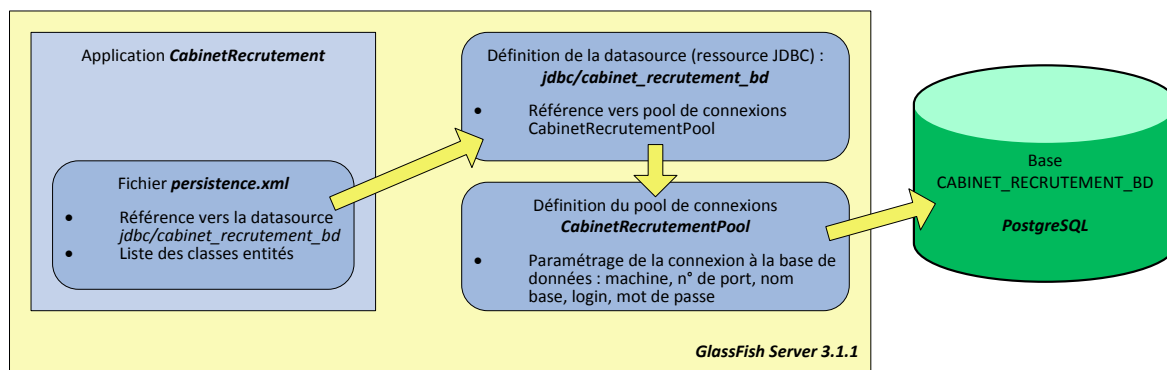 Application CabinetRecrutement
Fichier persistence.xml
• Référence vers la datasource
jdbc/cabinet_recrutement_bd
• Liste des classes entités
Définition de la datasource (ressource JDBC) :
jdbc/cabinet_recrutement_bd
• Référence vers pool de connexions
CabinetRecrutementPool
Définition du pool de connexions
CabinetRecrutementPool
• Paramétrage de la connexion à la base de
données : machine, n° de port, nom
base, login, mot de passe
Base
CABINET_RECRUTEMENT_BD
PostgreSQL
GlassFish Server 3.1.1